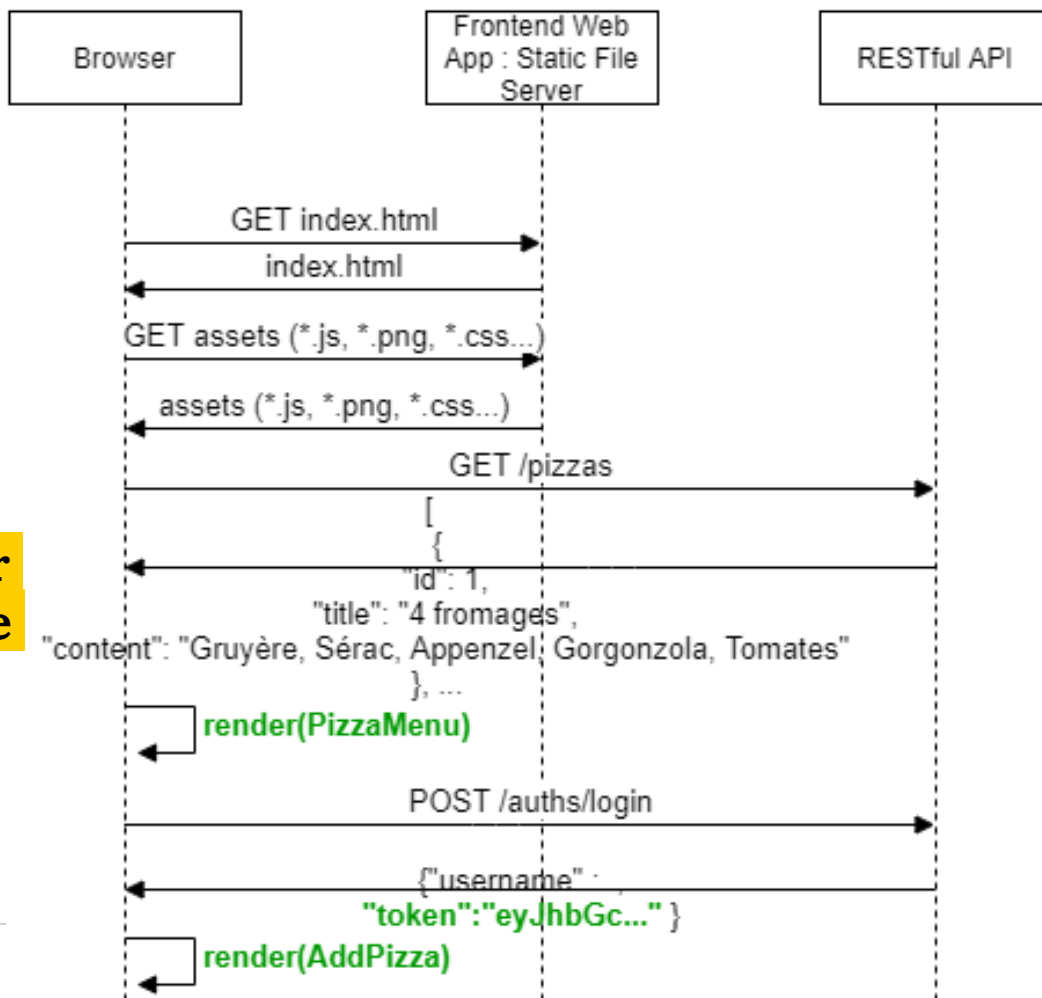 Browser
Frontend Web
App : Static File
Server
RESTful API
GET index.html
index.html
GET assets (*.js, *.png, *.css...)
assets (*.js, *.png, *.css...)
GET /pizzas
[
{
"id": 1,
"title": "4 fromages",
"content": "Gruyère, Sérac, Appenzel, Gorgonzola, Tomates"
}, ...
r
e
render(PizzaMenu)
POST /auths/login
{"username" : ,
"token":"eyJhbGc..." }
render(AddPizza)